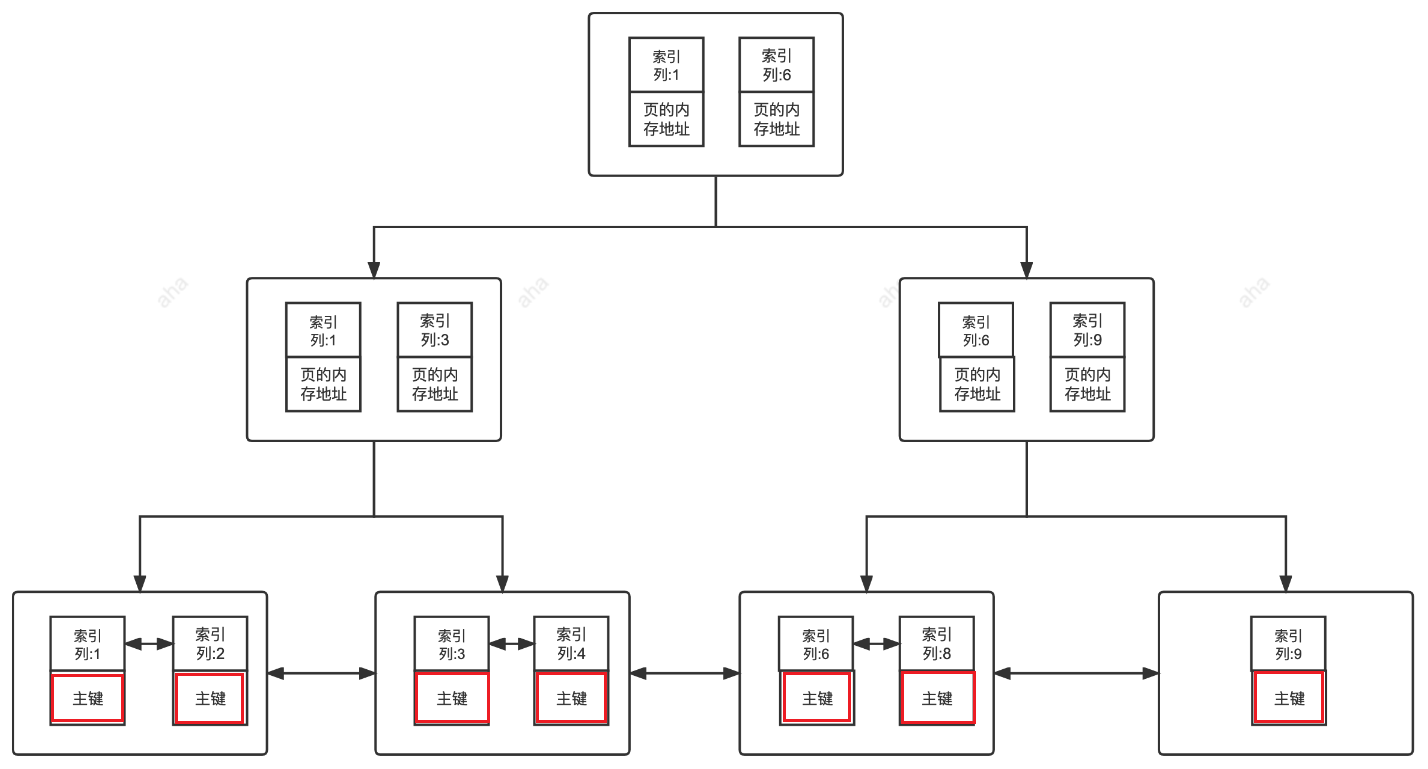 索引
列:1
索引
列:6
页的内
存地址
页的内
存地址
aha
aha
aha
aha
索引
列:1
索引
列:3
页的内
存地址
页的内
存地址
索引
列:6
索引
列:9
页的内
存地址
页的内
存地址
索引
列:1
索引
列:2
主键
主键
索引
列:3
索引
列:4
主键
主键
索引
列:6
索引
列:8
主键
主键
索引
列:9
主键